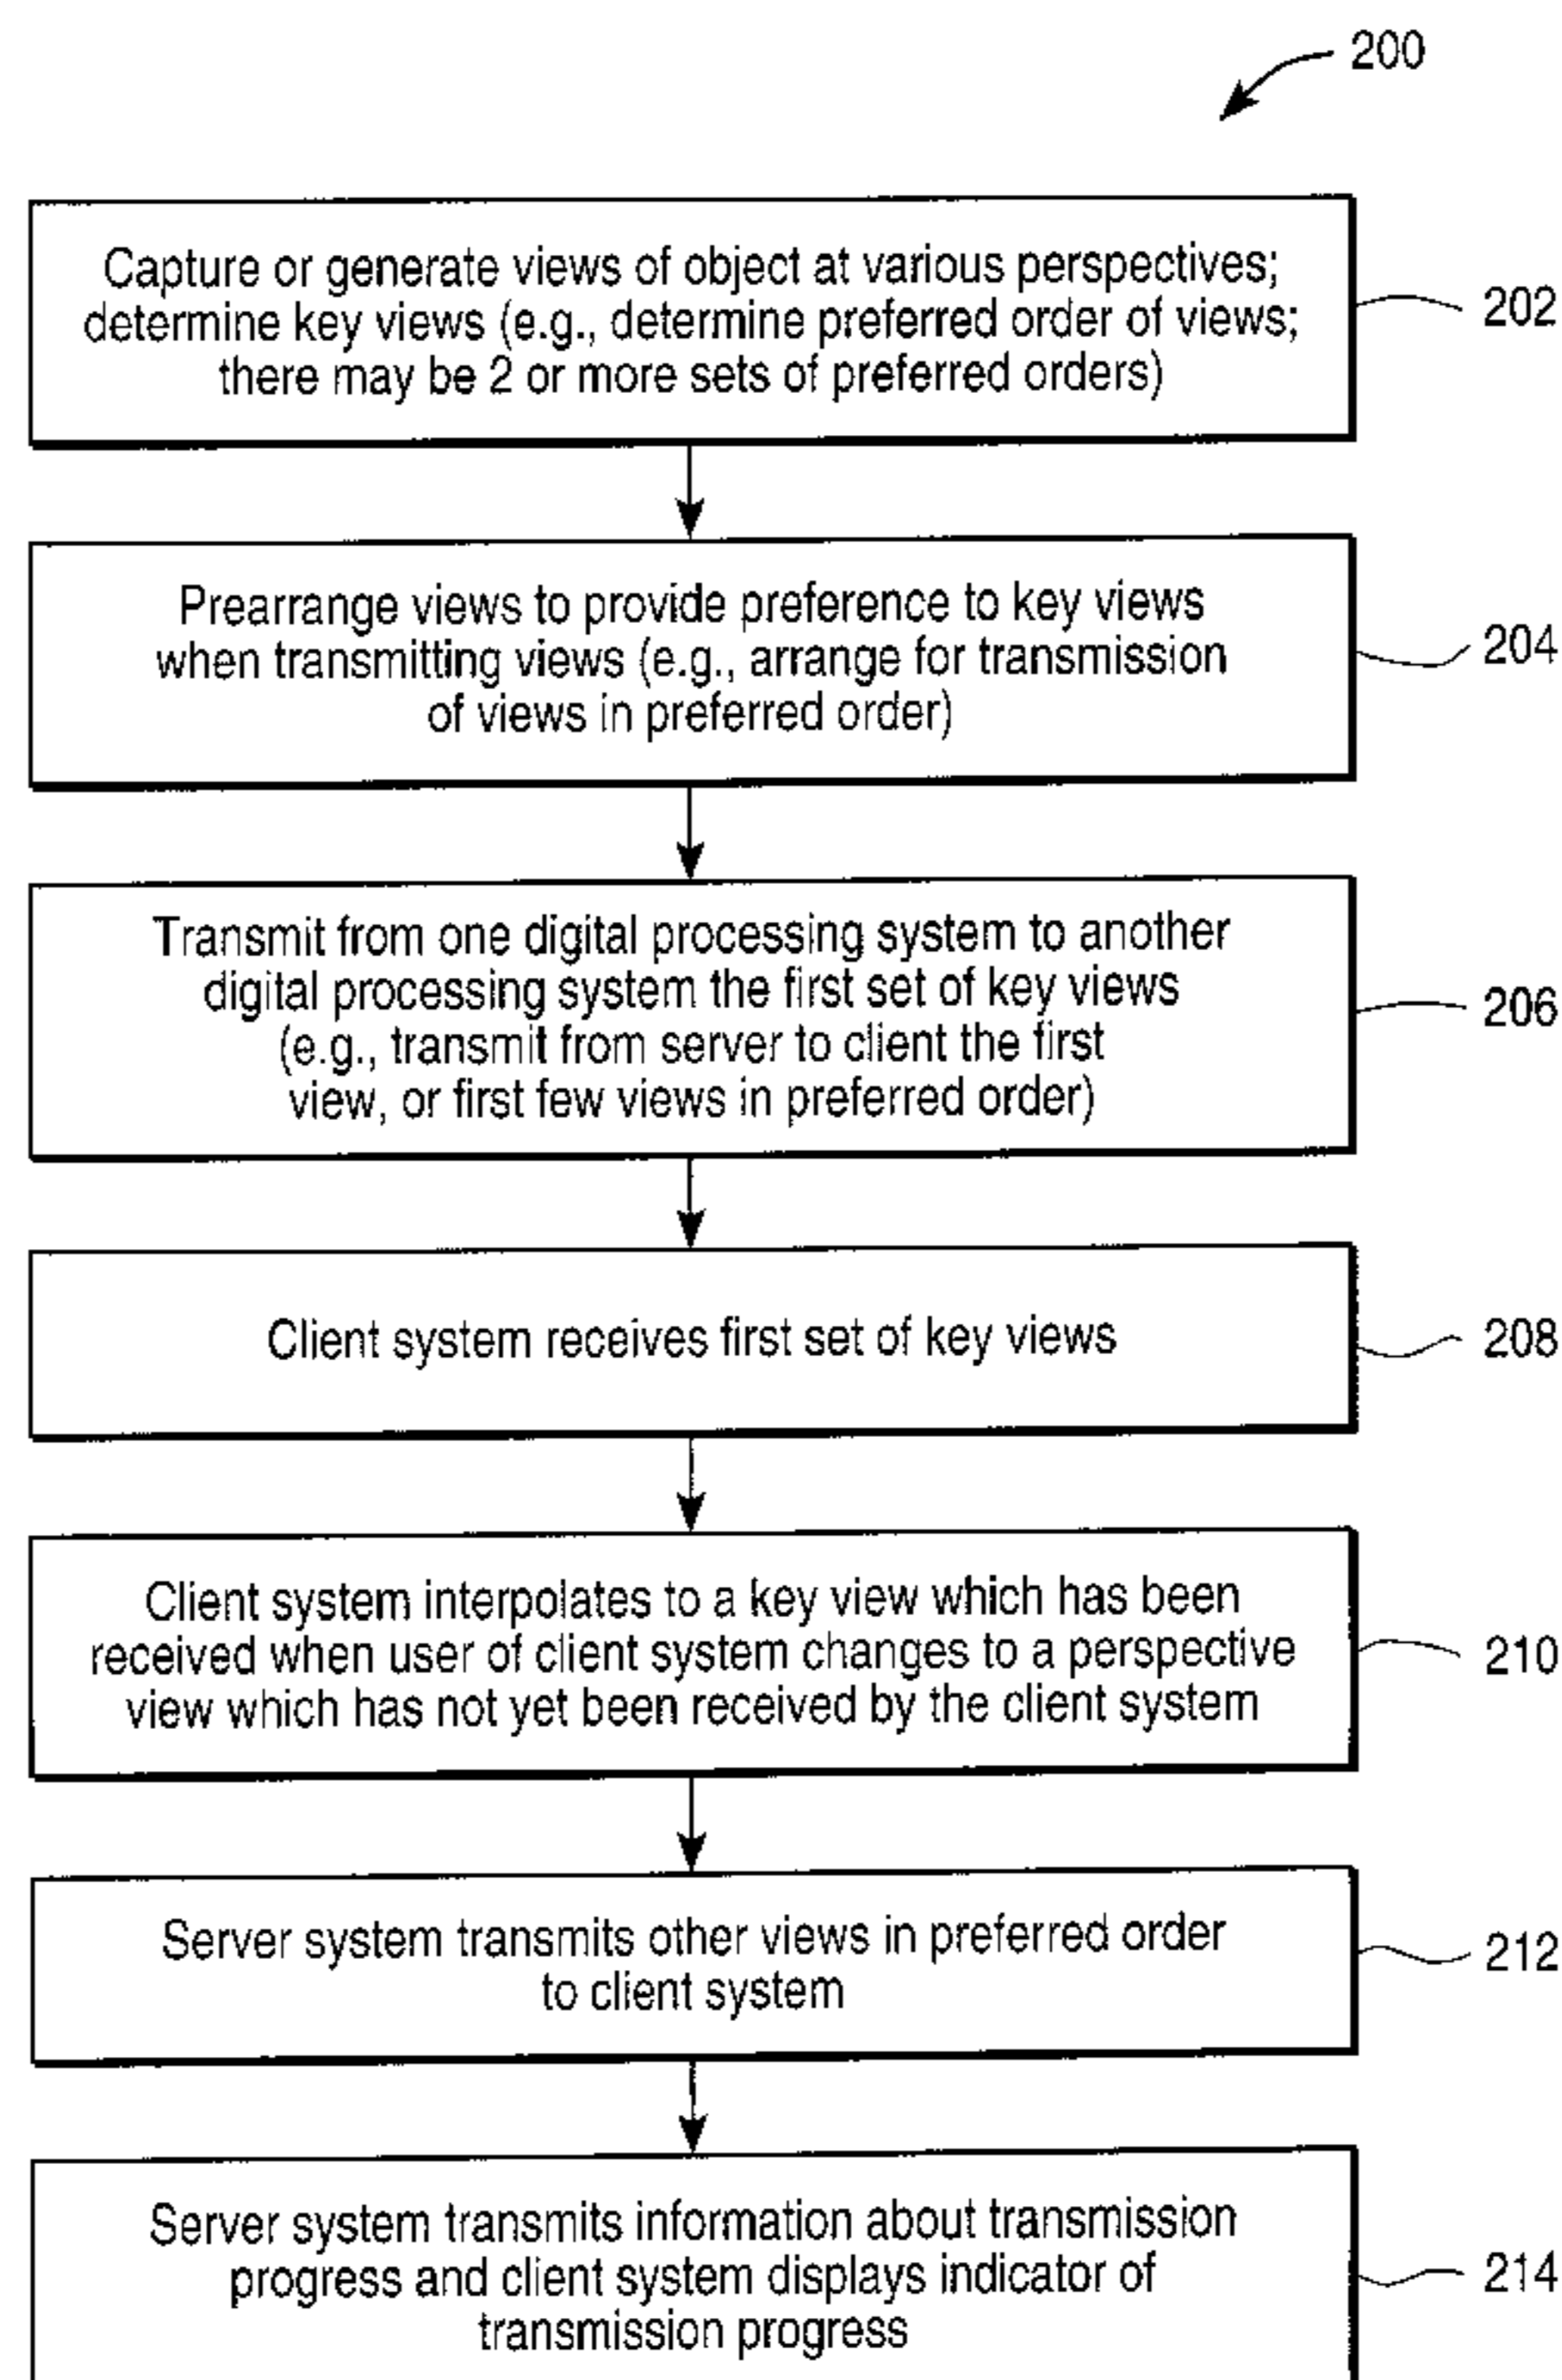 200
Capture or generate views of object at various perspectives;
determine key views (e.g., determine preferred order of views;
there may be 2 or more sets of preferred orders)
202
Prearrange views to provide preference to key views
when transmitting views (e.g., arrange for transmission
of views in preferred order)
204
Transmit from one digital processing system to another
digital processing system the first set of key views
(e.g., transmit from server to client the first
view, or first few views in preferred order)
206
Client system receives first set of key views
208
Client system interpolates to a key view which has been
received when user of client system changes to a perspective
view which has not yet been received by the client system
210
Server system transmits other views in preferred order
to client system
212
Server system transmits information about transmission
progress and client system displays indicator of
transmission progress
214